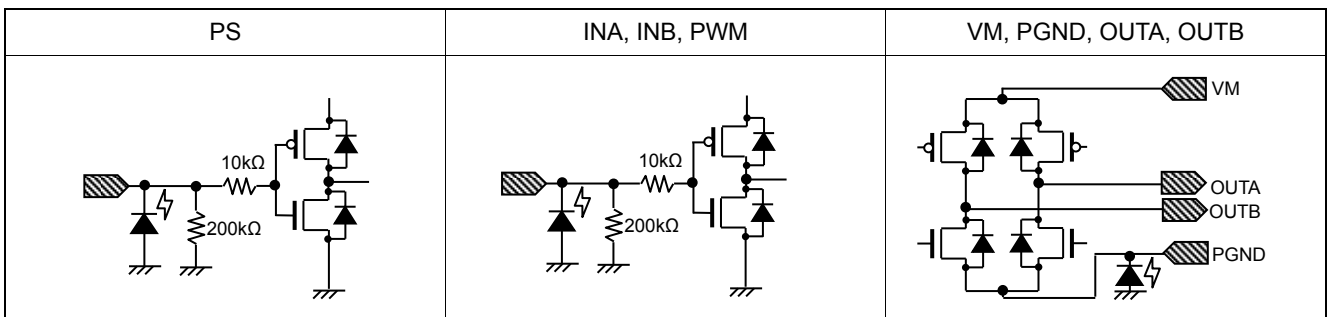 PS
INA, INB, PWM
VM, PGND, OUTA, OUTB
10kΩ
200kΩ
10kΩ
200kΩ
VM
OUTA
OUTB
PGND